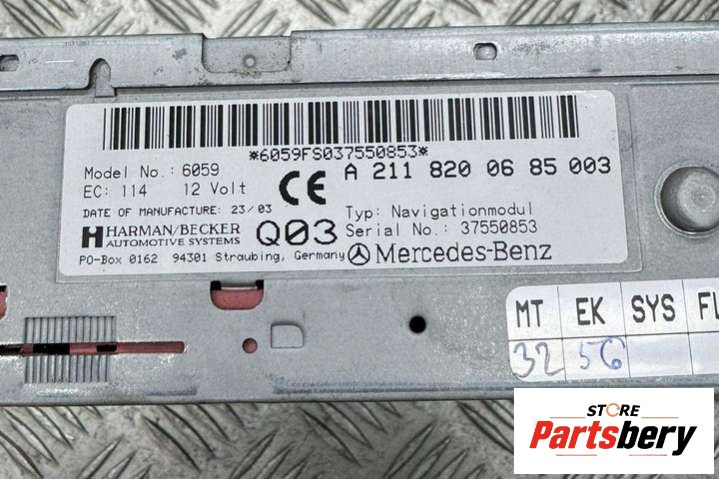 *6059FS037550853*
Model No.: 6059
EC: 114 12 Volt
CE
A 211 820 06 85 003
DATE OF MANUFACTURE: 23/03
HARMAN/BECKER
AUTOMOTIVE SYSTEMS
Q03
Typ: Navigationmodul
Serial No.: 37550853
PO-Box 0162 94301 Straubing, Germany
Mercedes-Benz
MT EK SYS
32 56
STORE
Partsbery